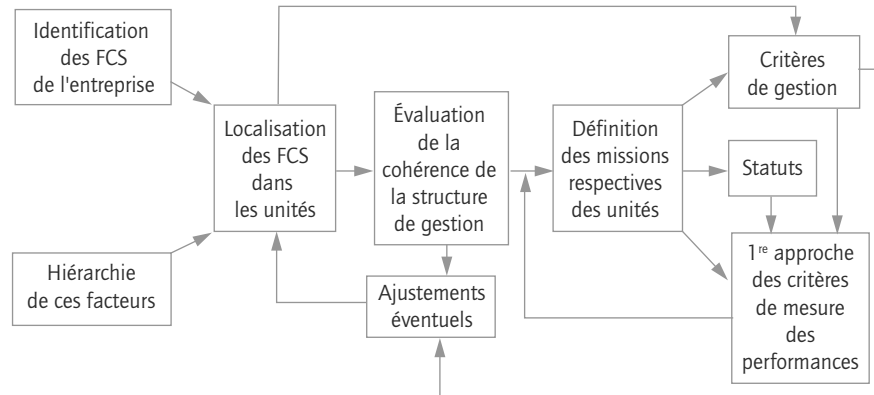 Identification
des FCS
de l'entreprise
Hiérarchie
de ces facteurs
Localisation
des FCS
dans
les unités
Évaluation
de la
cohérence de
la structure
de gestion
Ajustements
éventuels
Définition
des missions
respectives
des unités
Critères
de gestion
Statuts
1re approche
des critères
de mesure
des
performances